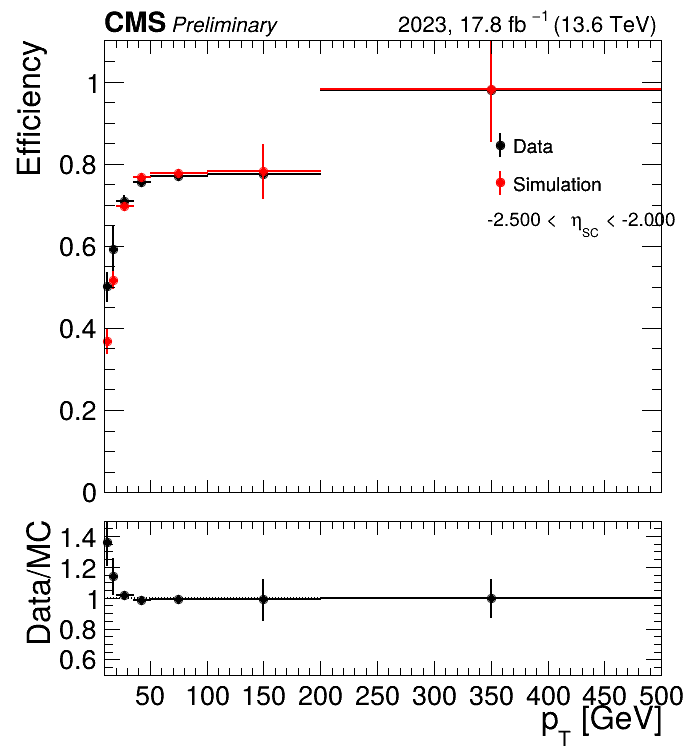 CMS Preliminary 2023, 17.8 fb⁻¹ (13.6 TeV)
Efficiency
1
0.8
0.6
0.4
0.2
0
Data
Simulation
-2.500 < η_SC < -2.000
Data/MC
1.4
1.2
1
0.8
0.6
50 100 150 200 250 300 350 400 450 500
p_T [GeV]